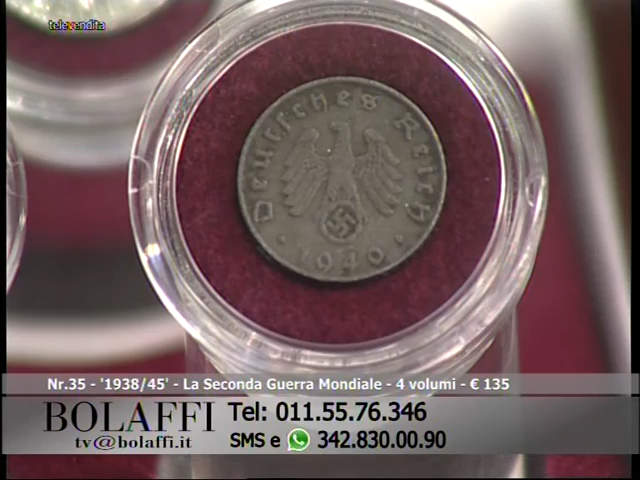 televendita
Deutsches Reich
1940
Nr.35 - '1938/45' - La Seconda Guerra Mondiale - 4 volumi - € 135
BOLAFFI
tv@bolaffi.it
Tel: 011.55.76.346
SMS e 342.830.00.90